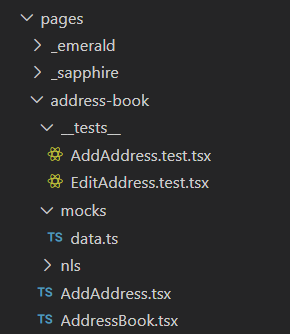 pages
_emerald
_sapphire
address-book
__tests__
AddAddress.test.tsx
EditAddress.test.tsx
mocks
TS data.ts
nls
TS AddAddress.tsx
TS AddressBook.tsx